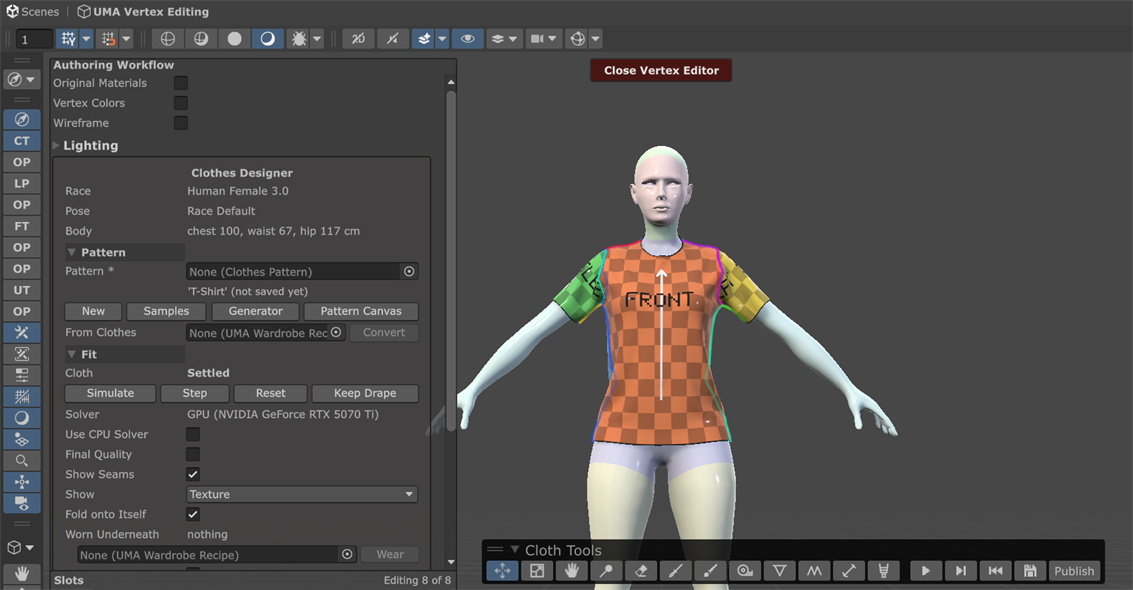 Scenes | UMA Vertex Editing
1
2D
Authoring Workflow
Original Materials
Vertex Colors
Wireframe
Lighting
Close Vertex Editor
CT
OP
LP
OP
FT
OP
OP
UT
OP
Clothes Designer
Race Human Female 3.0
Pose Race Default
Body chest 100, waist 67, hip 117 cm
Pattern
Pattern * None (Clothes Pattern)
'T-Shirt' (not saved yet)
New Samples Generator Pattern Canvas
From Clothes None (UMA Wardrobe Rec Convert
Fit
Cloth Settled
Simulate Step Reset Keep Drape
Solver GPU (NVIDIA GeForce RTX 5070 Ti)
Use CPU Solver
Final Quality
Show Seams
Show Texture
Fold onto Itself
Worn Underneath nothing
None (UMA Wardrobe Recipe) Wear
Slots Editing 8 of 8
FRONT
Cloth Tools
Publish